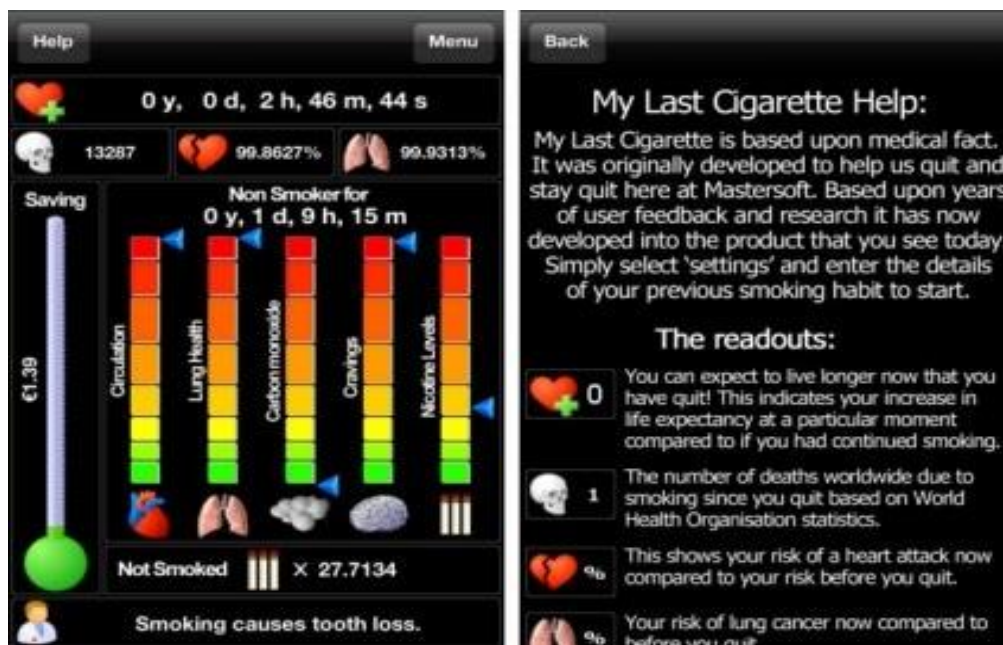 Help
Menu
0 y, 0 d, 2 h, 46 m, 44 s
13287
99.8627%
99.9313%
Saving
€1.39
Non Smoker for
0 y, 1 d, 9 h, 15 m
Circulation
Lung Health
Carbon monoxide
Cravings
Nicotine Levels
Not Smoked
× 27.7134
Smoking causes tooth loss.
Back
My Last Cigarette Help:
My Last Cigarette is based upon medical fact.
It was originally developed to help us quit and
stay quit here at Mastersoft. Based upon years
of user feedback and research it has now
developed into the product that you see today
Simply select 'settings' and enter the details
of your previous smoking habit to start.
The readouts:
0
You can expect to live longer now that you
have quit! This indicates your increase in
life expectancy at a particular moment
compared to if you had continued smoking.
1
The number of deaths worldwide due to
smoking since you quit based on World
Health Organisation statistics.
%
This shows your risk of a heart attack now
compared to your risk before you quit.
%
Your risk of lung cancer now compared to
before you quit